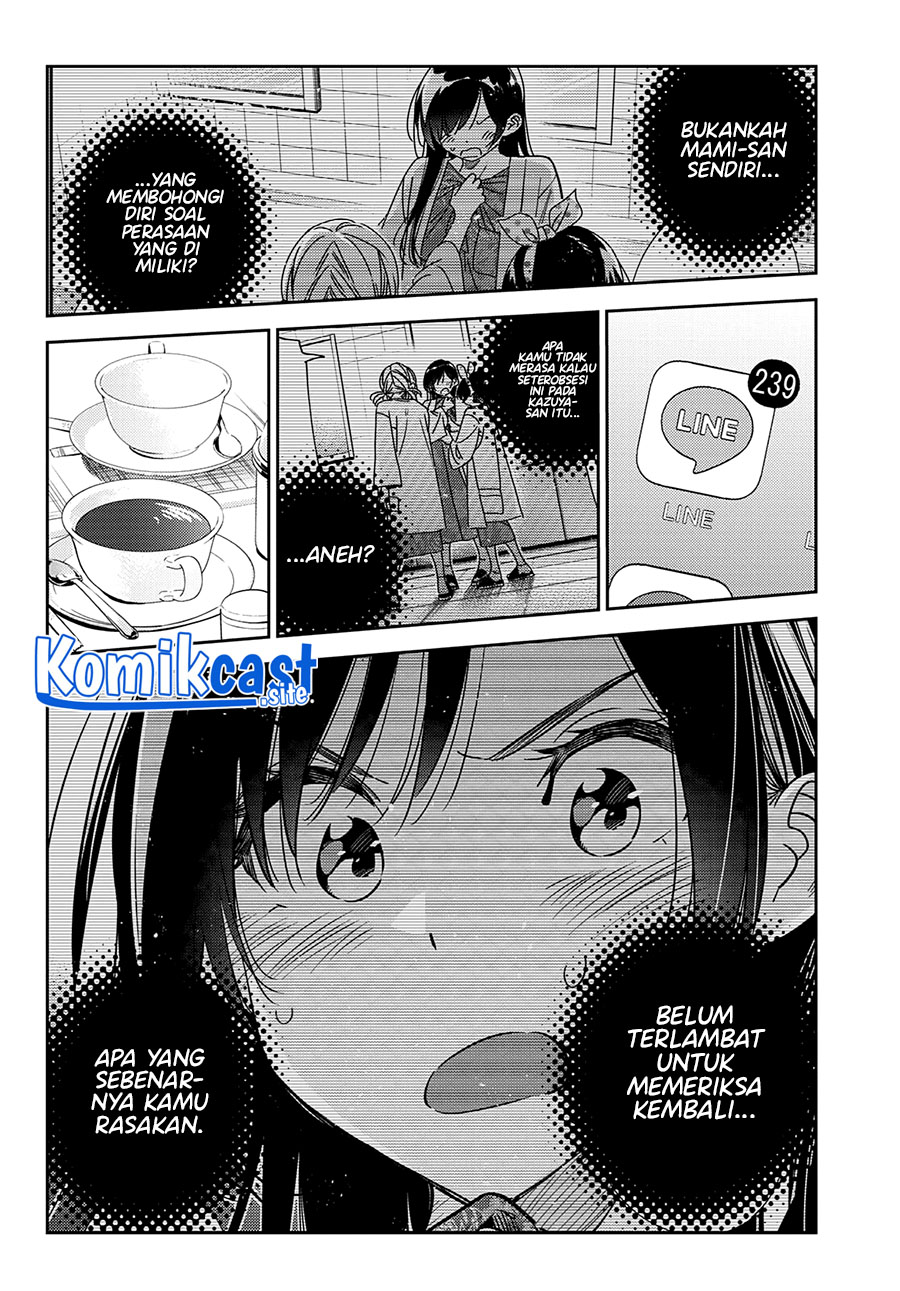 BUKANKAH
MAMI-SAN
SENDIRI...
...YANG
MEMBOHONGI
DIRI SOAL
PERASAAN
YANG DI
MILIKI?
239
LINE
LINE
L
APA
KAMU TIDAK
MERASA KALAU
SETEROBSESI
INI PADA
KAZUYA-
SAN ITU...
...ANEH?
Komikcast
.site
BELUM
TERLAMBAT
UNTUK
MEMERIKSA
KEMBALI...
APA YANG
SEBENAR-
NYA KAMU
RASAKAN.